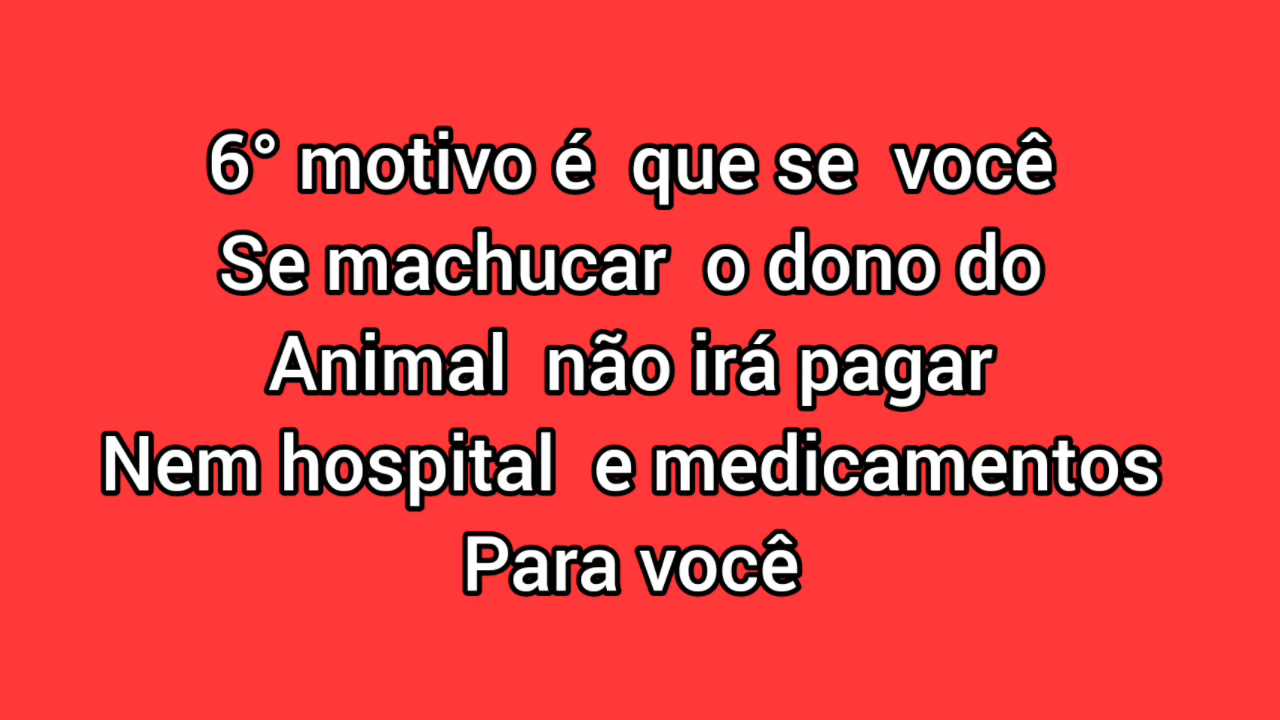 6° motivo é que se você
Se machucar o dono do
Animal não irá pagar
Nem hospital e medicamentos
Para você